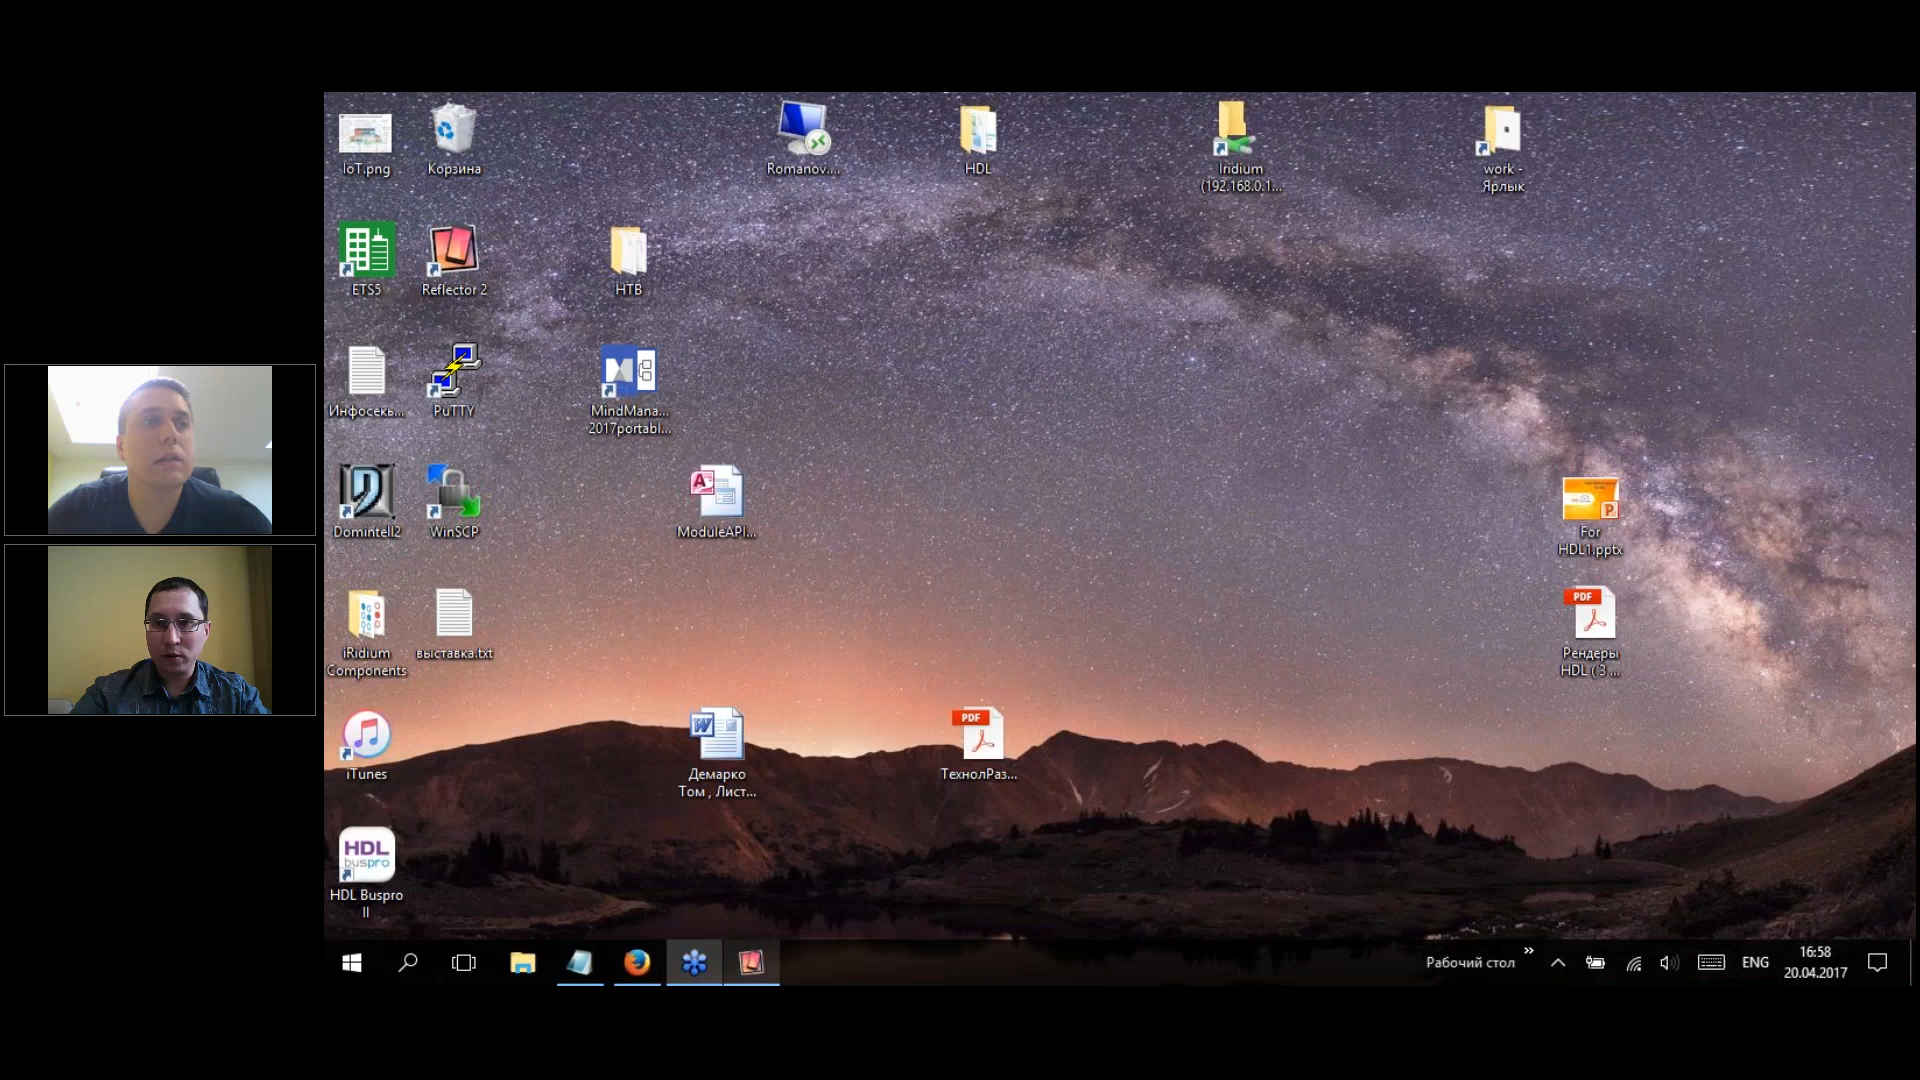 IoT.png
Корзина
Romanov....
HDL
Iridium
(192.168.0.1...
work -
Ярлык
ETS5
Reflector 2
НТВ
Инфосекь...
PuTTY
MindMana...
2017portabl...
A
Domintell2
WinSCP
ModuleAPI...
P
For
HDL1.pptx
iRidium
Components
выставка.txt
PDF
Рендеры
HDL ( 3 ...
iTunes
W
Демарко
Том , Лист...
PDF
ТехнолРаз...
HDL
buspro
HDL Buspro
II
Рабочий стол
»
ENG
16:58
20.04.2017